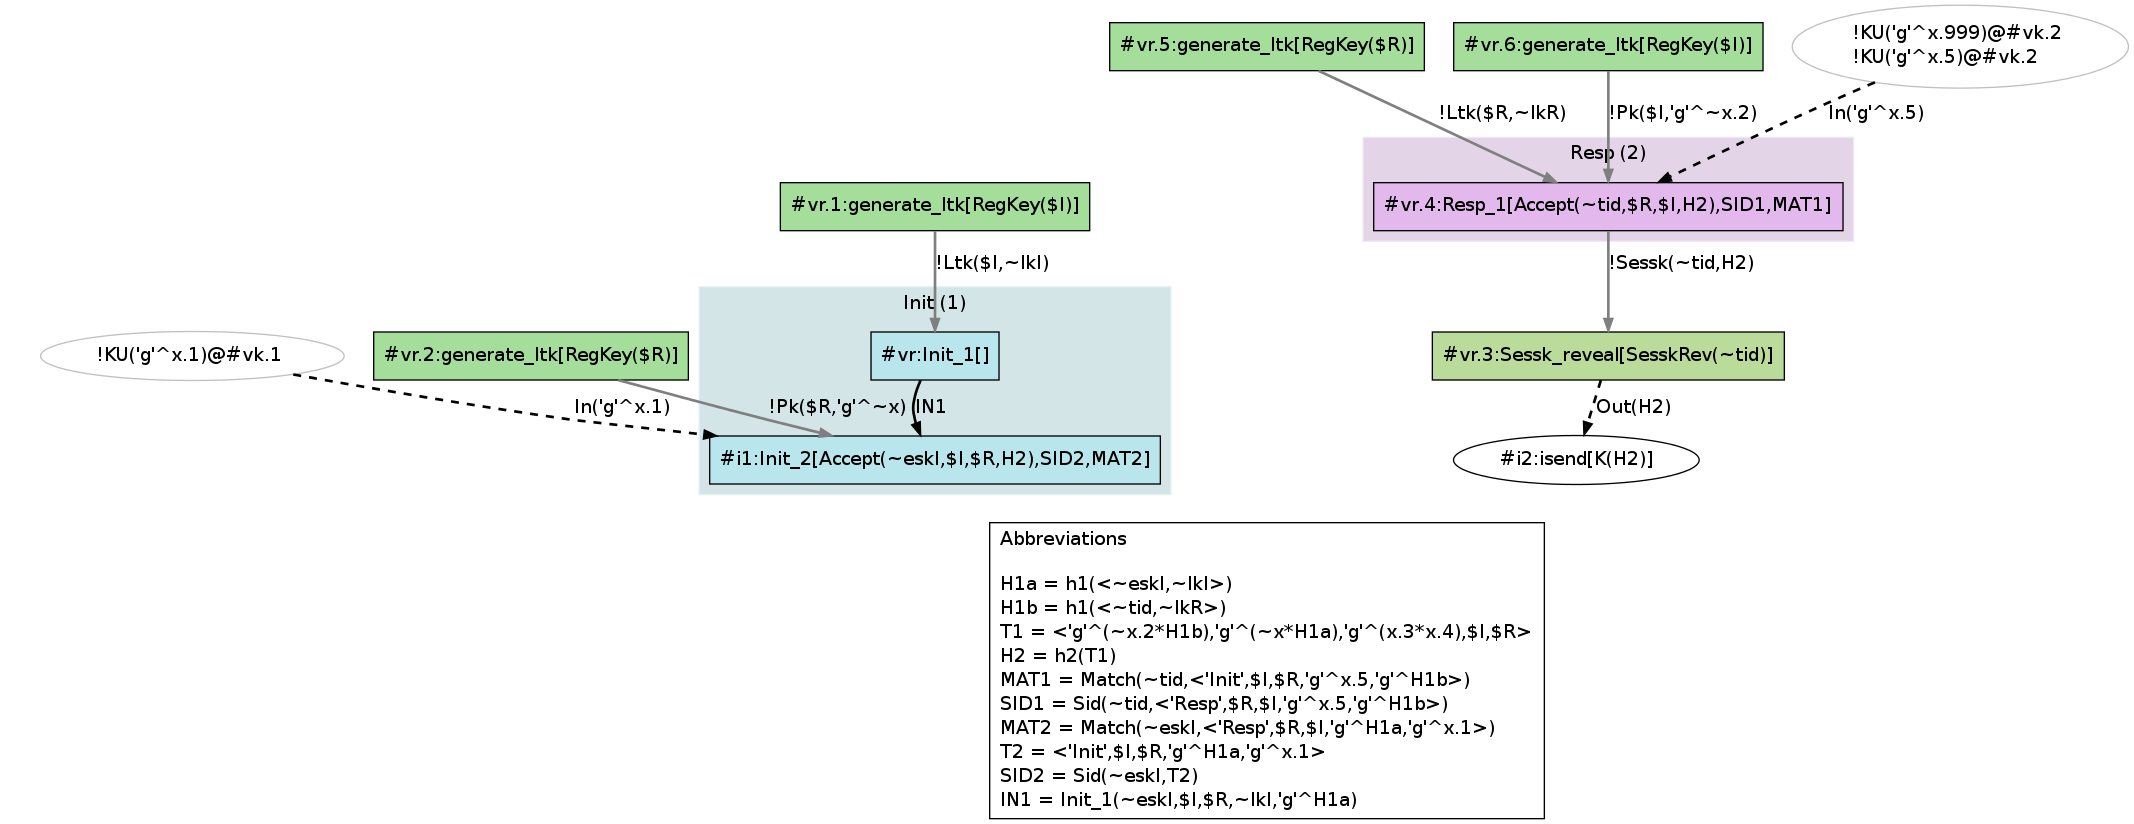 #vr.5:generate_ltk[RegKey($R)]
#vr.6:generate_ltk[RegKey($I)]
!KU('g'^x.999)@#vk.2
!KU('g'^x.5)@#vk.2
!Ltk($R,~lkR)
!Pk($I,'g'^~x.2)
In('g'^x.5)
Resp (2)
#vr.1:generate_ltk[RegKey($I)]
#vr.4:Resp_1[Accept(~tid,$R,$I,H2),SID1,MAT1]
!Ltk($I,~lkI)
!Sessk(~tid,H2)
Init (1)
!KU('g'^x.1)@#vk.1
#vr.2:generate_ltk[RegKey($R)]
#vr:Init_1[]
#vr.3:Sessk_reveal[SesskRev(~tid)]
In('g'^x.1)
!Pk($R,'g'^~x)
IN1
Out(H2)
#i1:Init_2[Accept(~eskI,$I,$R,H2),SID2,MAT2]
#i2:isend[K(H2)]
Abbreviations
H1a = h1(<~eskI,~lkI>)
H1b = h1(<~tid,~lkR>)
T1 = <'g'^(~x.2*H1b),'g'^(~x*H1a),'g'^(x.3*x.4),$I,$R>
H2 = h2(T1)
MAT1 = Match(~tid,<'Init',$I,$R,'g'^x.5,'g'^H1b>)
SID1 = Sid(~tid,<'Resp',$R,$I,'g'^x.5,'g'^H1b>)
MAT2 = Match(~eskI,<'Resp',$R,$I,'g'^H1a,'g'^x.1>)
T2 = <'Init',$I,$R,'g'^H1a,'g'^x.1>
SID2 = Sid(~eskI,T2)
IN1 = Init_1(~eskI,$I,$R,~lkI,'g'^H1a)